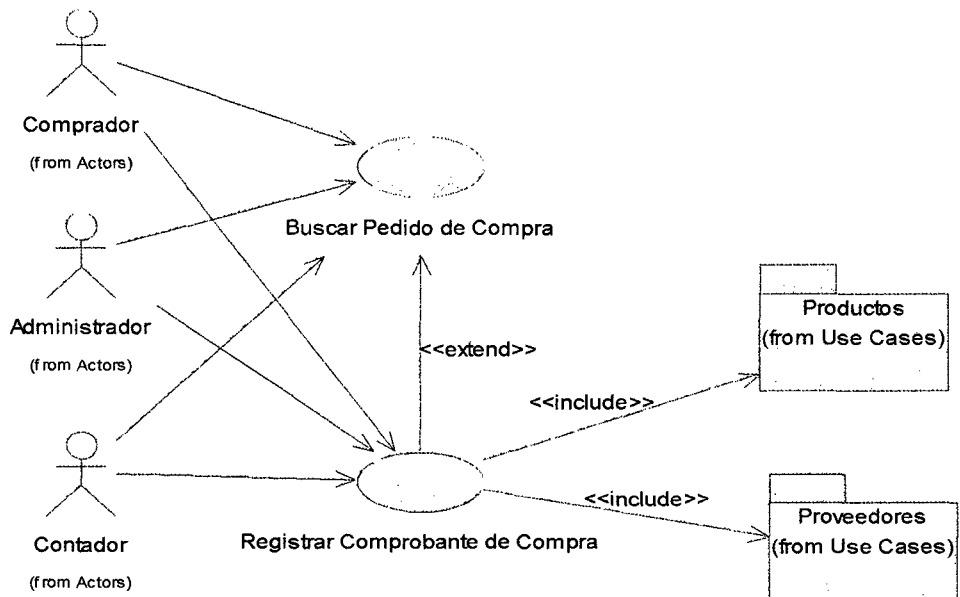 Comprador
(from Actors)
Buscar Pedido de Compra
Administrador
(from Actors)
<<extend>>
Productos
(from Use Cases)
<<include>>
Contador
(from Actors)
Registrar Comprobante de Compra
<<include>>
Proveedores
(from Use Cases)